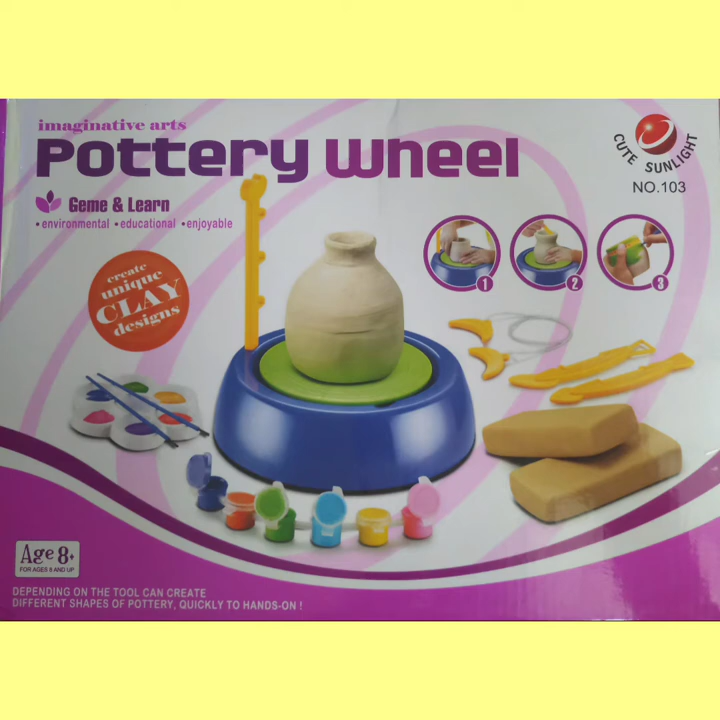 imaginative arts
Pottery Wheel
Geme & Learn
•environmental •educational •enjoyable
CUTE SUNLIGHT
NO.103
create
unique
CLAY
designs
1
2
3
Age 8+
FOR AGES 8 AND UP
DEPENDING ON THE TOOL CAN CREATE
DIFFERENT SHAPES OF POTTERY, QUICKLY TO HANDS-ON !